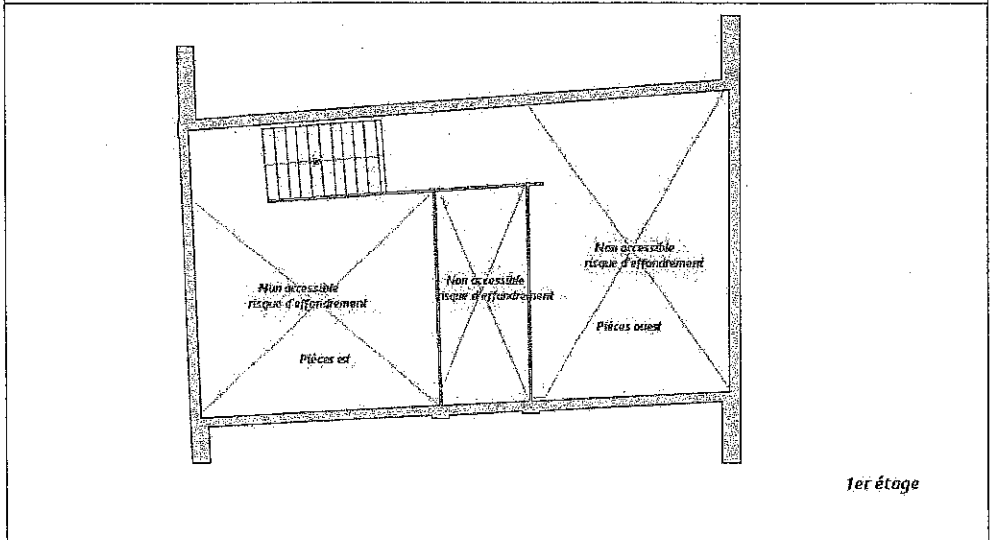 Non accessible
risque d'effondrement
Pièces est
Non accessible
risque d'effondrement
Non accessible
risque d'effondrement
Pièces ouest
1er étage